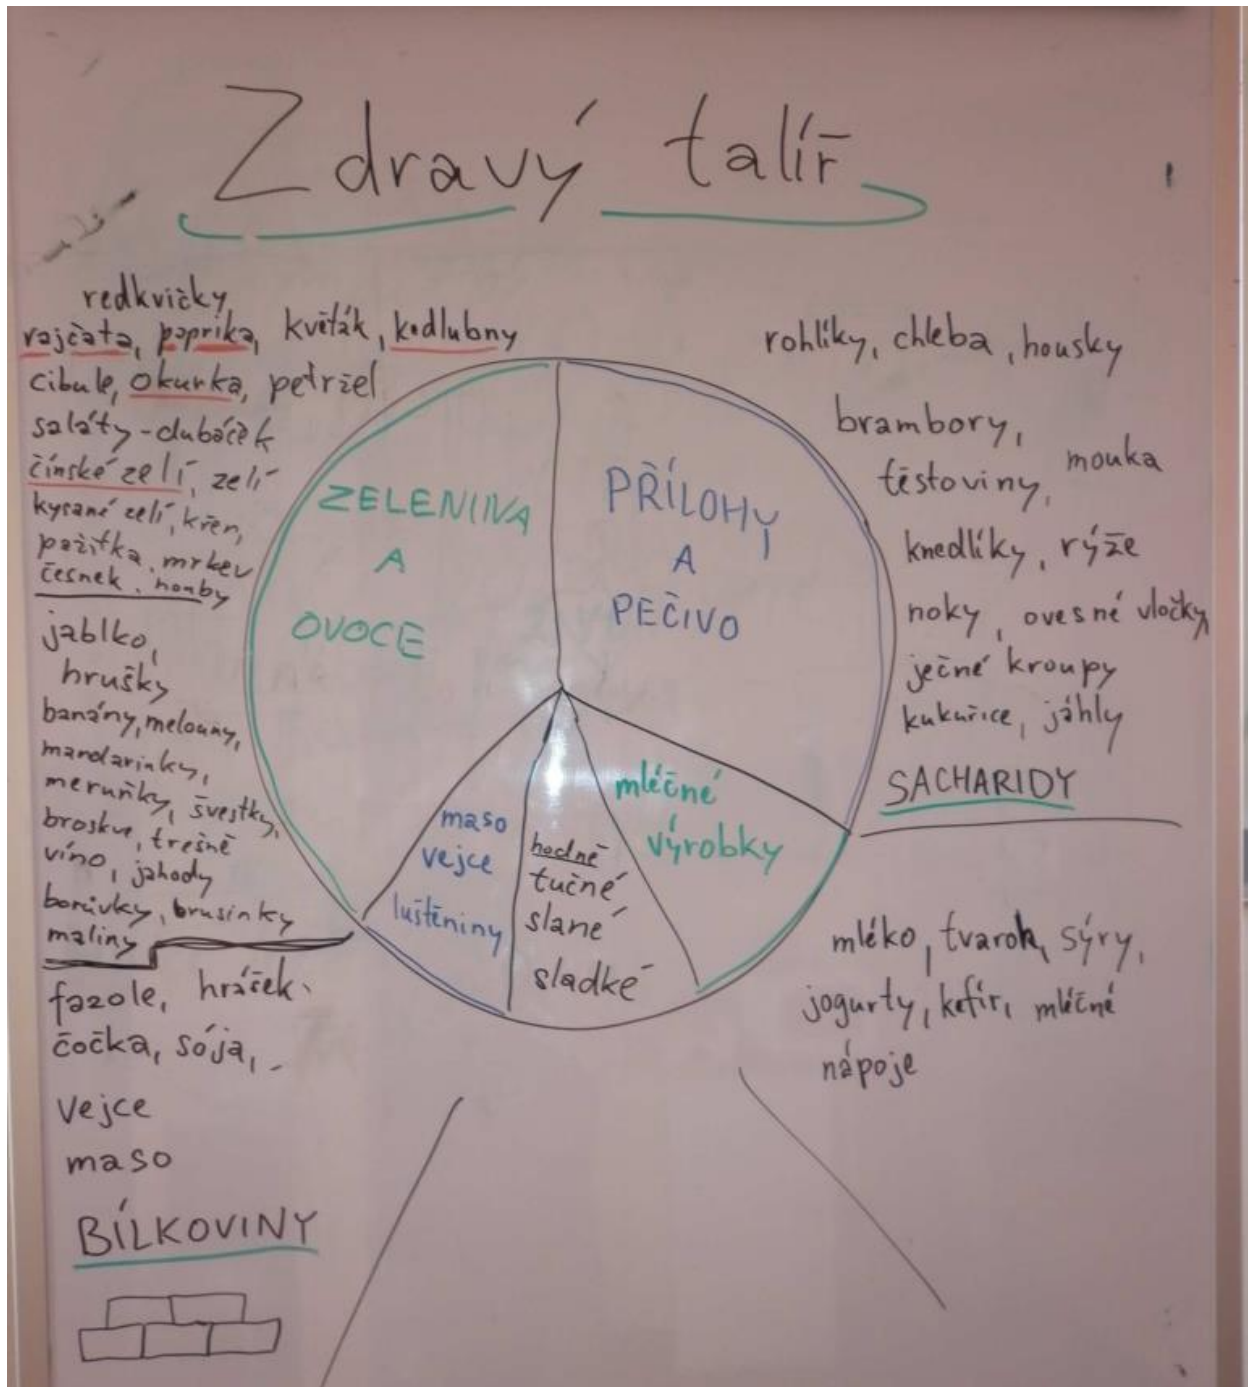 Zdravý talíř
redkvičky
rajčata, paprika, květák, kedlubny
cibule, okurka, petržel
saláty - dubáček
čínské zelí, zelí
kysané zelí, křen,
pažitka, mrkev
česnek, houby
jablko,
hrušky
banány, melouny,
mandarinky,
meruňky, švestky,
broskve, třešně
víno, jahody
borůvky, brusinky
maliny
fazole, hrášek,
čočka, sója,
vejce
maso
BÍLKOVINY
ZELENINA
A
OVOCE
PŘÍLOHY
A
PEČIVO
maso
vejce
luštěniny
hodně
tučné
slané
sladké
mléčné
výrobky
rohlíky, chleba, housky
brambory,
těstoviny, mouka
knedlíky, rýže
noky, ovesné vločky
ječné kroupy
kukuřice, jáhly
SACHARIDY
mléko, tvaroh, sýry,
jogurty, kefír, mléčné
nápoje